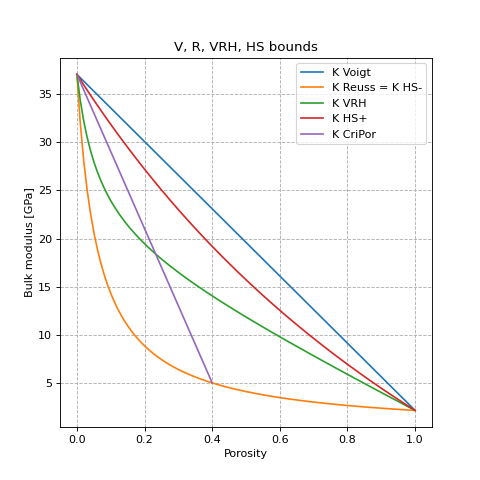 V, R, VRH, HS bounds
K Voigt
K Reuss = K HS-
K VRH
K HS+
K CriPor
Bulk modulus [GPa]
35
30
25
20
15
10
5
0.0 0.2 0.4 0.6 0.8 1.0
Porosity